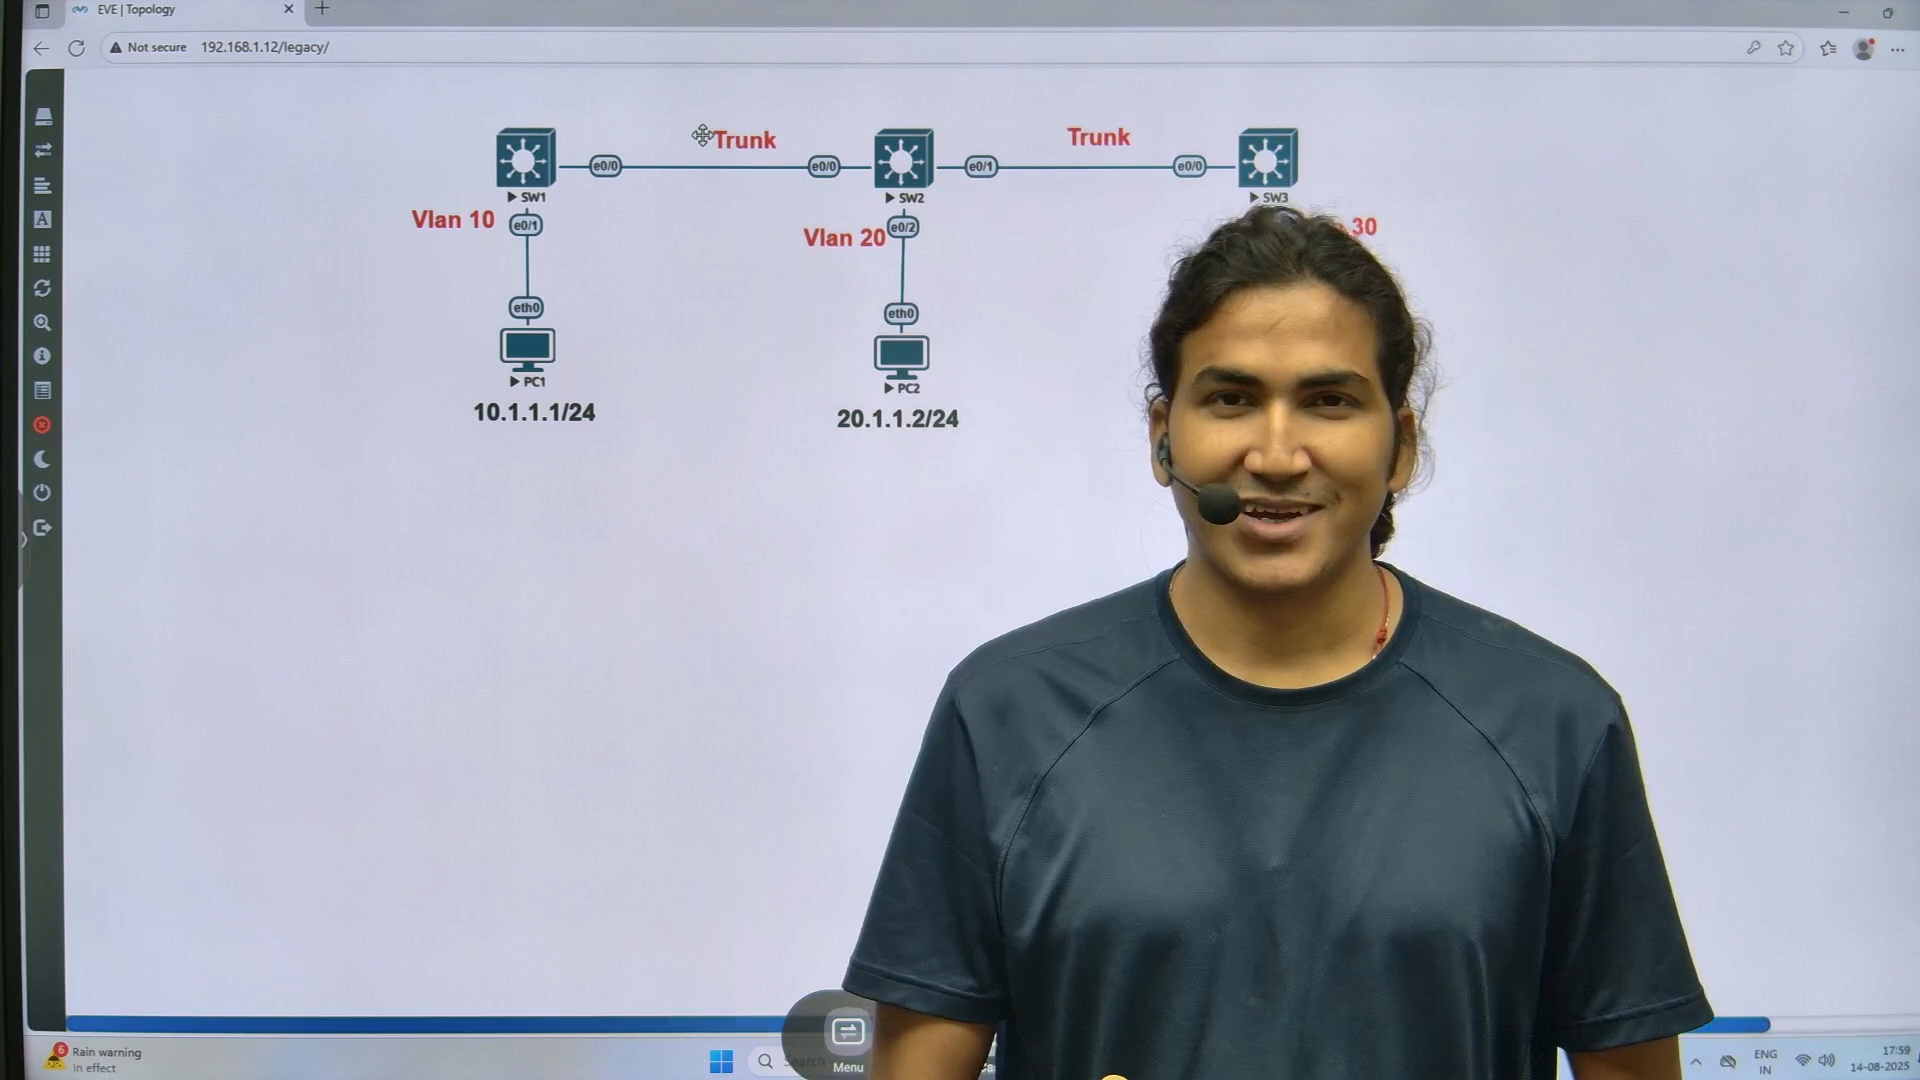 EVE | Topology
Not secure
192.168.1.12/legacy/
Trunk
Trunk
e0/0
e0/0
e0/1
e0/0
SW1
SW2
SW3
Vlan 10
e0/1
Vlan 20
e0/2
30
eth0
eth0
PC1
PC2
10.1.1.1/24
20.1.1.2/24
A
6
Rain warning
In effect
Search
Menu
ENG
IN
17:59
14-08-2025